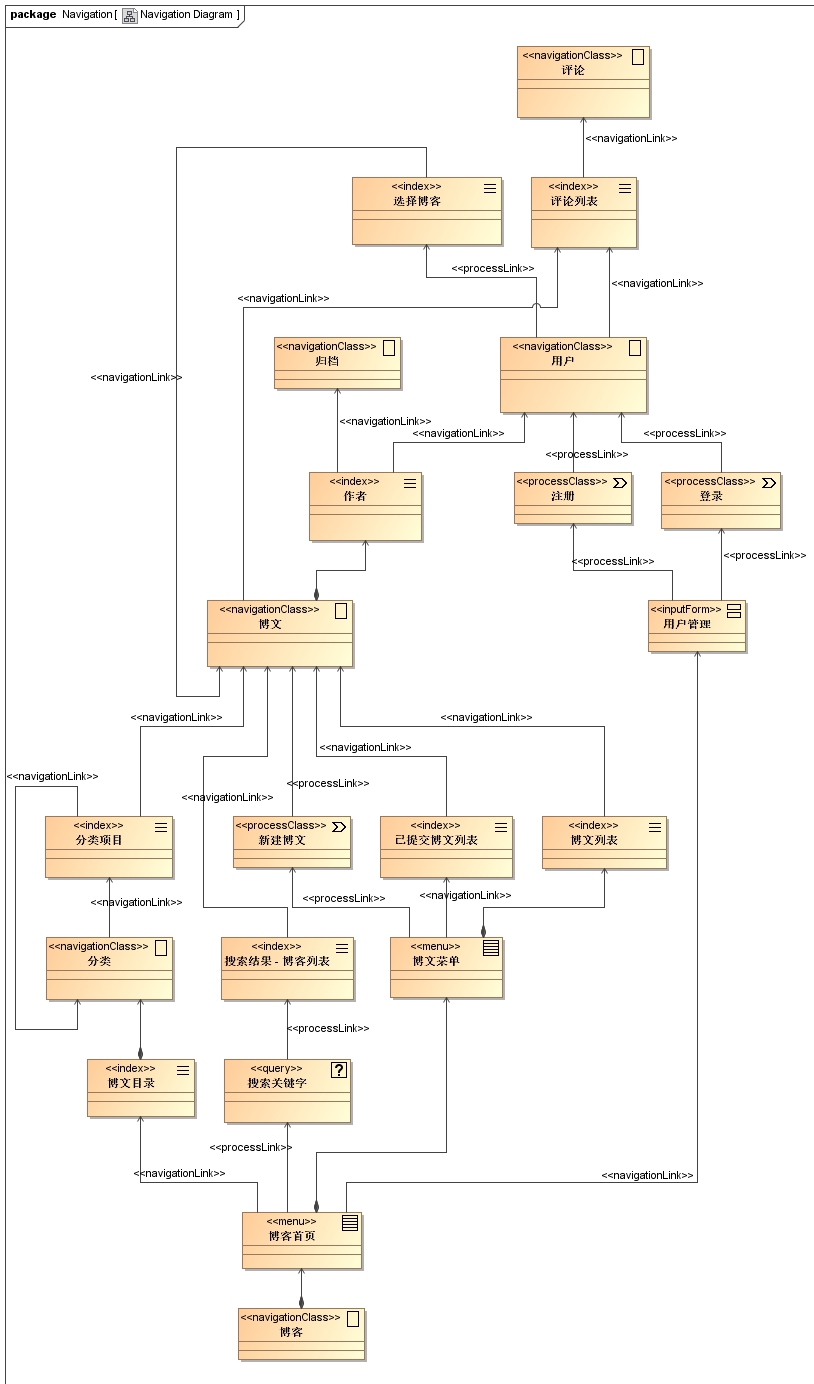 package Navigation [ Navigation Diagram ]
<<navigationClass>>
评论
<<navigationLink>>
<<index>>
选择博客
<<index>>
评论列表
<<processLink>>
<<navigationLink>>
<<navigationLink>>
<<navigationClass>>
归档
<<navigationClass>>
用户
<<navigationLink>>
<<navigationLink>>
<<navigationLink>>
<<processLink>>
<<processLink>>
<<index>>
作者
<<processClass>>
注册
<<processClass>>
登录
<<processLink>>
<<processLink>>
<<navigationClass>>
博文
<<inputForm>>
用户管理
<<navigationLink>>
<<navigationLink>>
<<navigationLink>>
<<navigationLink>>
<<processLink>>
<<navigationLink>>
<<index>>
分类项目
<<processClass>>
新建博文
<<index>>
已提交博文列表
<<index>>
博文列表
<<navigationLink>>
<<processLink>>
<<navigationLink>>
<<navigationClass>>
分类
<<index>>
搜索结果 - 博客列表
<<menu>>
博文菜单
<<processLink>>
<<index>>
博文目录
<<query>>
搜索关键字
<<processLink>>
<<navigationLink>>
<<navigationLink>>
<<menu>>
博客首页
<<navigationClass>>
博客